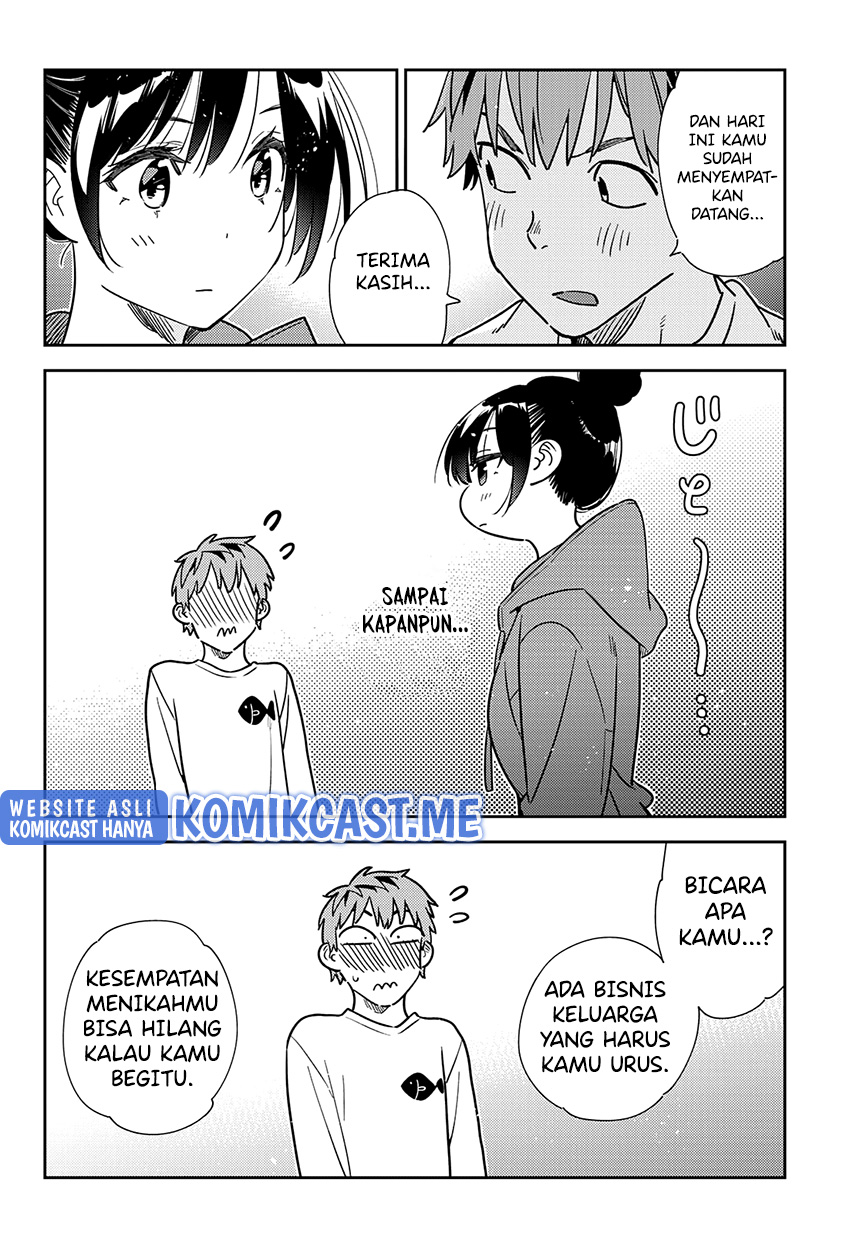 DAN HARI
INI KAMU
SUDAH
MENYEMPAT-
KAN
DATANG...
TERIMA
KASIH...
じと〜...
SAMPAI
KAPANPUN...
WEBSITE ASLI
KOMIKCAST HANYA
KOMIKCAST.ME
BICARA
APA
KAMU...?
ADA BISNIS
KELUARGA
YANG HARUS
KAMU URUS.
KESEMPATAN
MENIKAHMU
BISA HILANG
KALAU KAMU
BEGITU.